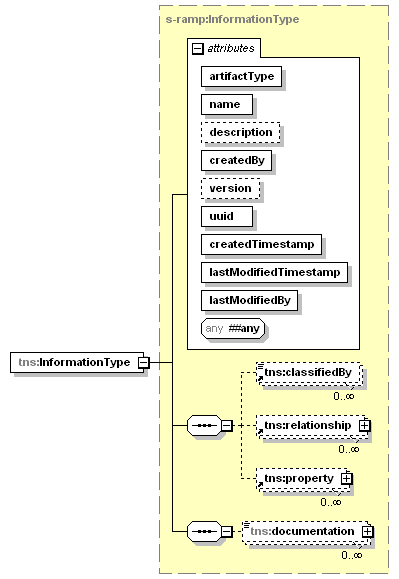 s-ramp:InformationType
attributes
artifactType
name
description
createdBy
version
uuid
createdTimestamp
lastModifiedTimestamp
lastModifiedBy
any ##any
tns:InformationType
tns:classifiedBy
0..∞
tns:relationship
0..∞
tns:property
0..∞
tns:documentation
0..∞